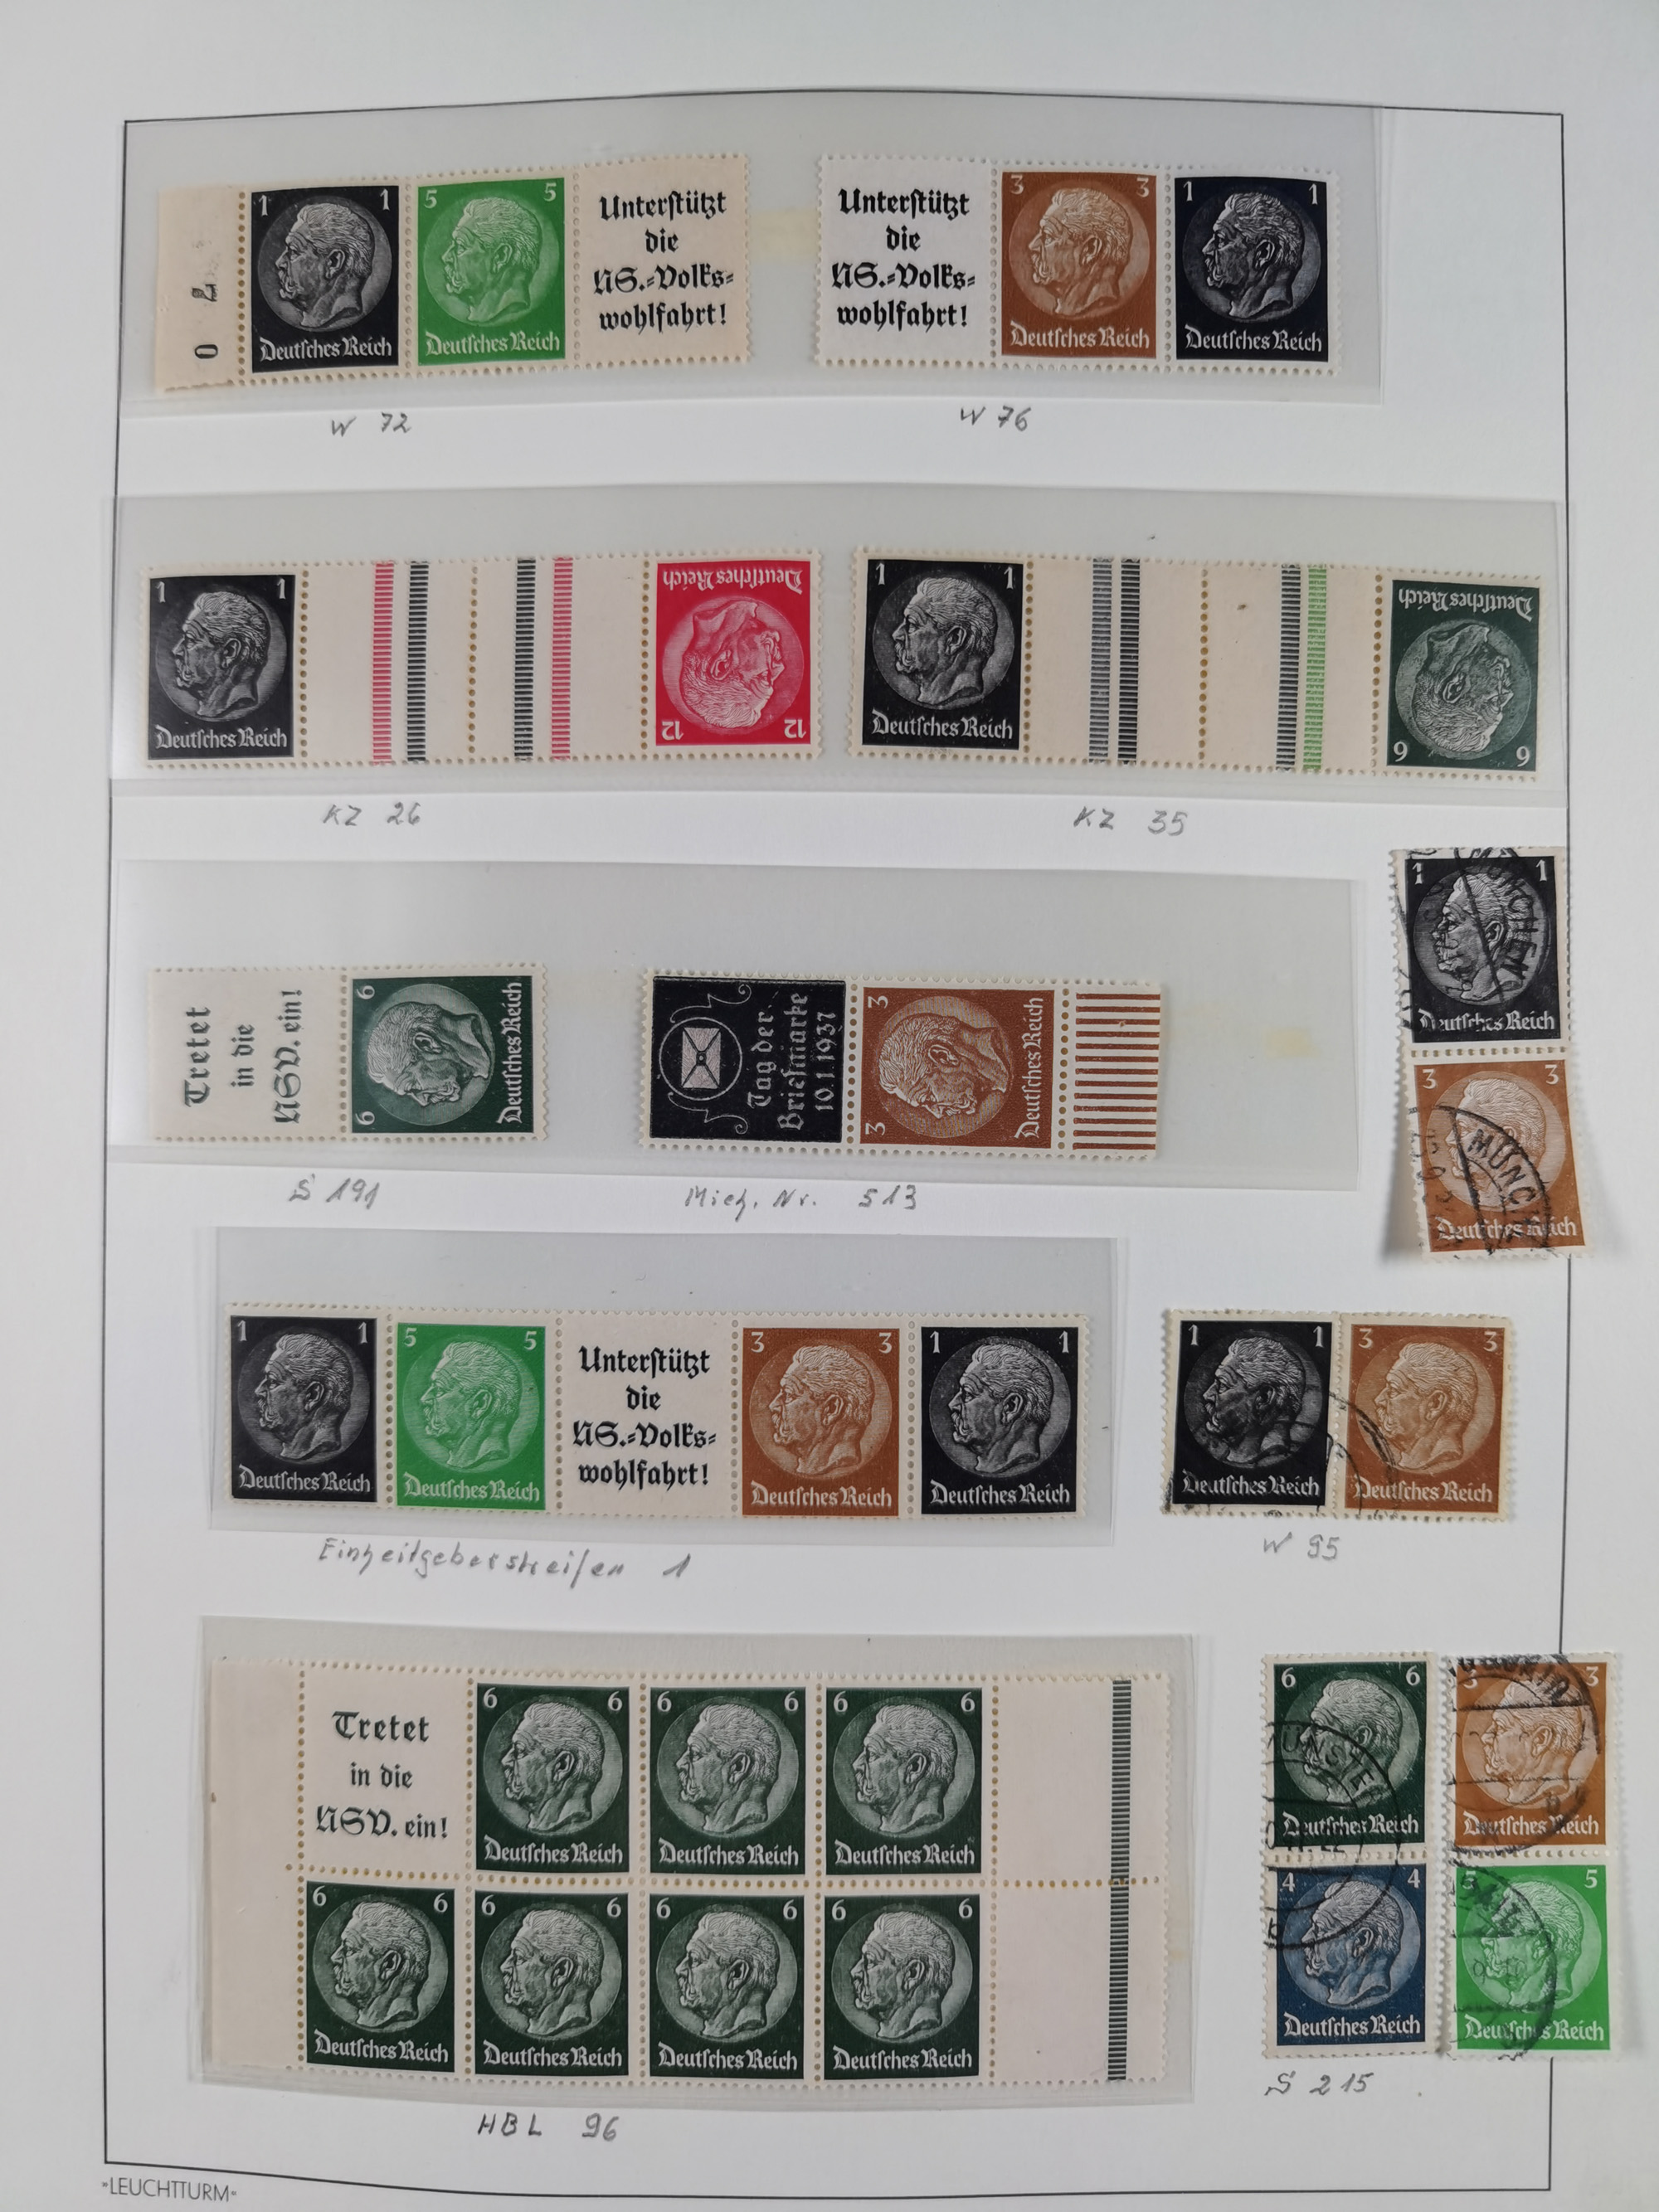 1 1
Deutsches Reich
5 5
Deutsches Reich
Unterstützt
die
NS.=Volks=
wohlfahrt!
Unterstützt
die
NS.=Volks=
wohlfahrt!
3 3
Deutsches Reich
1 1
Deutsches Reich
W 72
W 76
1 1
Deutsches Reich
Deutsches Reich
12 12
1 1
Deutsches Reich
Deutsches Reich
6 6
KZ 26
KZ 35
Tretet
in die
NSV. ein!
6 6
Deutsches Reich
Tag der
Briefmarke
10.1.1937
3 3
Deutsches Reich
1 1
Deutsches Reich
3 3
Deutsches Reich
S 191
Mich. Nr. S13
1 1
Deutsches Reich
5 5
Deutsches Reich
Unterstützt
die
NS.=Volks=
wohlfahrt!
3 3
Deutsches Reich
1 1
Deutsches Reich
1 1
Deutsches Reich
3 3
Deutsches Reich
Einheitgeberstreifen 1
W 95
Tretet
in die
NSV. ein!
6 6
Deutsches Reich
6 6
Deutsches Reich
6 6
Deutsches Reich
6 6
Deutsches Reich
6 6
Deutsches Reich
6 6
Deutsches Reich
6 6
Deutsches Reich
6 6
Deutsches Reich
4 4
Deutsches Reich
3 3
Deutsches Reich
5 5
Deutsches Reich
HBL 96
S 215
»LEUCHTTURM«